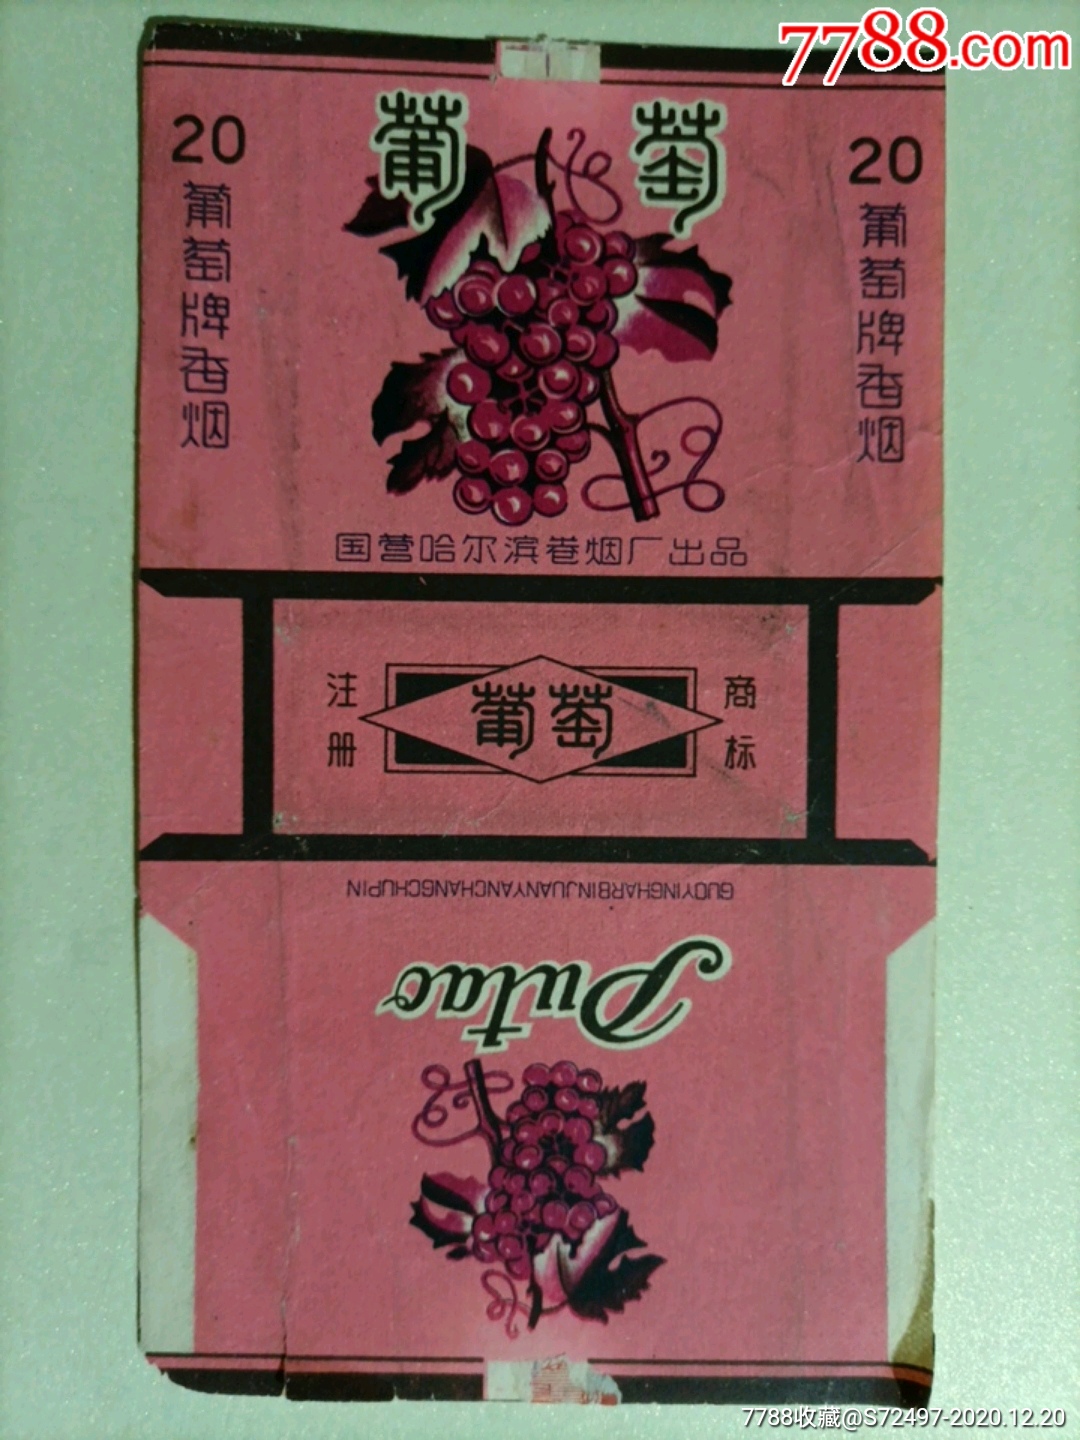 7788.com
葡 萄
20
葡萄牌香烟
20
葡萄牌香烟
国营哈尔滨卷烟厂出品
注册
葡萄
商标
GUOYINGHARBINJUANYANCHANGCHUPIN
Putao
7788收藏@S72497-2020.12.20